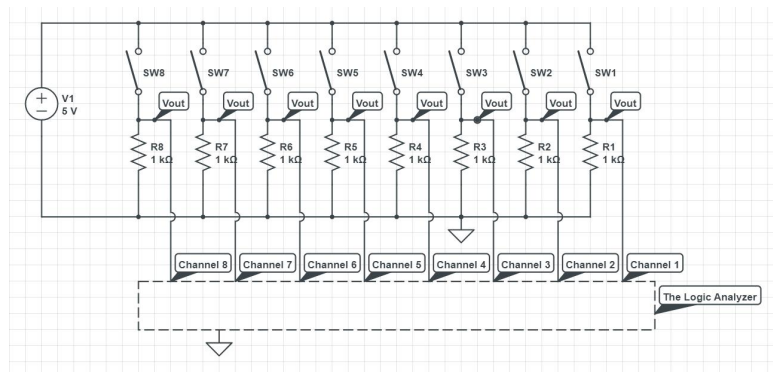 SW8
SW7
SW6
SW5
SW4
SW3
SW2
SW1
V1
5 V
Vout
Vout
Vout
Vout
Vout
Vout
Vout
Vout
R8
1 kΩ
R7
1 kΩ
R6
1 kΩ
R5
1 kΩ
R4
1 kΩ
R3
1 kΩ
R2
1 kΩ
R1
1 kΩ
Channel 8
Channel 7
Channel 6
Channel 5
Channel 4
Channel 3
Channel 2
Channel 1
The Logic Analyzer